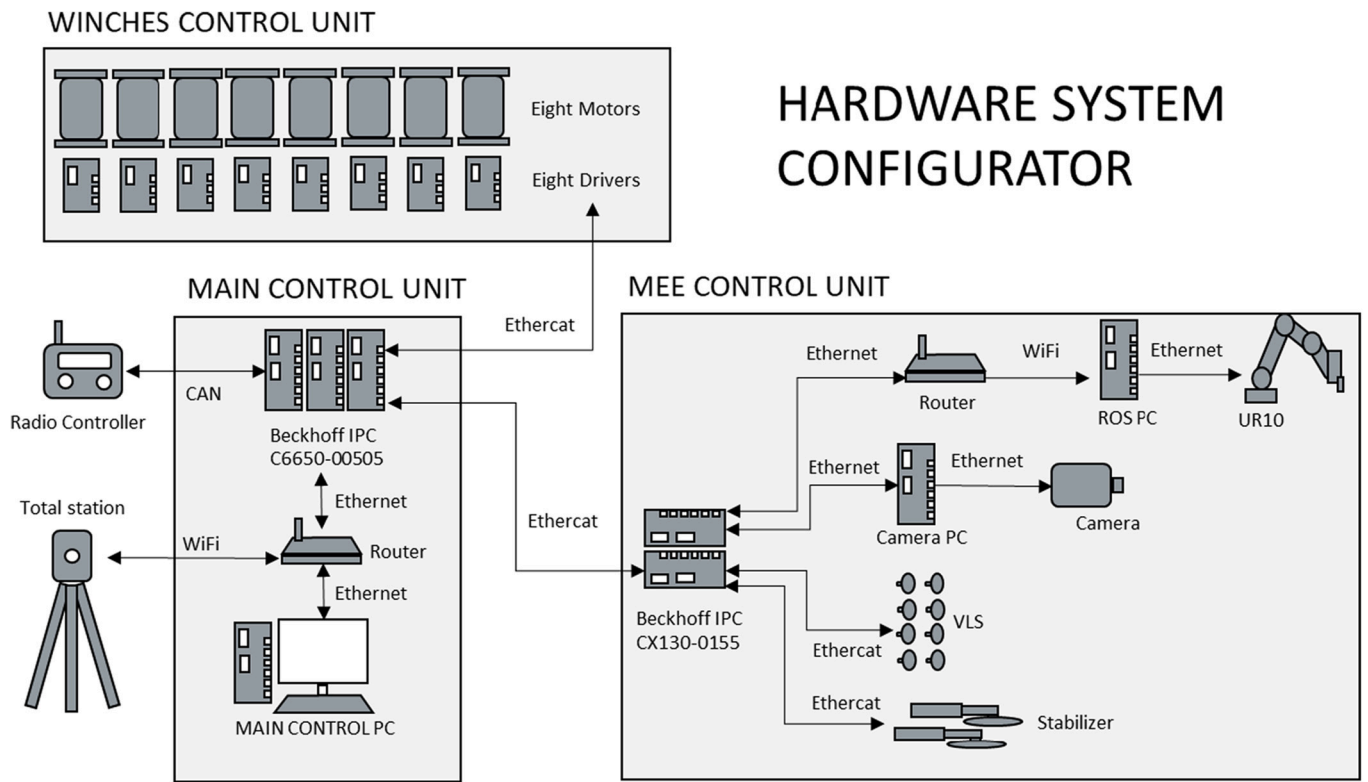 WINCHES CONTROL UNIT
Eight Motors
Eight Drivers
HARDWARE SYSTEM
CONFIGURATOR
MAIN CONTROL UNIT
Ethercat
Radio Controller
CAN
Beckhoff IPC
C6650-00505
Ethernet
Total station
WiFi
Router
Ethernet
MAIN CONTROL PC
Ethercat
MEE CONTROL UNIT
Ethernet
Router
WiFi
ROS PC
Ethernet
UR10
Ethernet
Camera PC
Ethernet
Camera
Beckhoff IPC
CX130-0155
VLS
Ethercat
Ethercat
Stabilizer